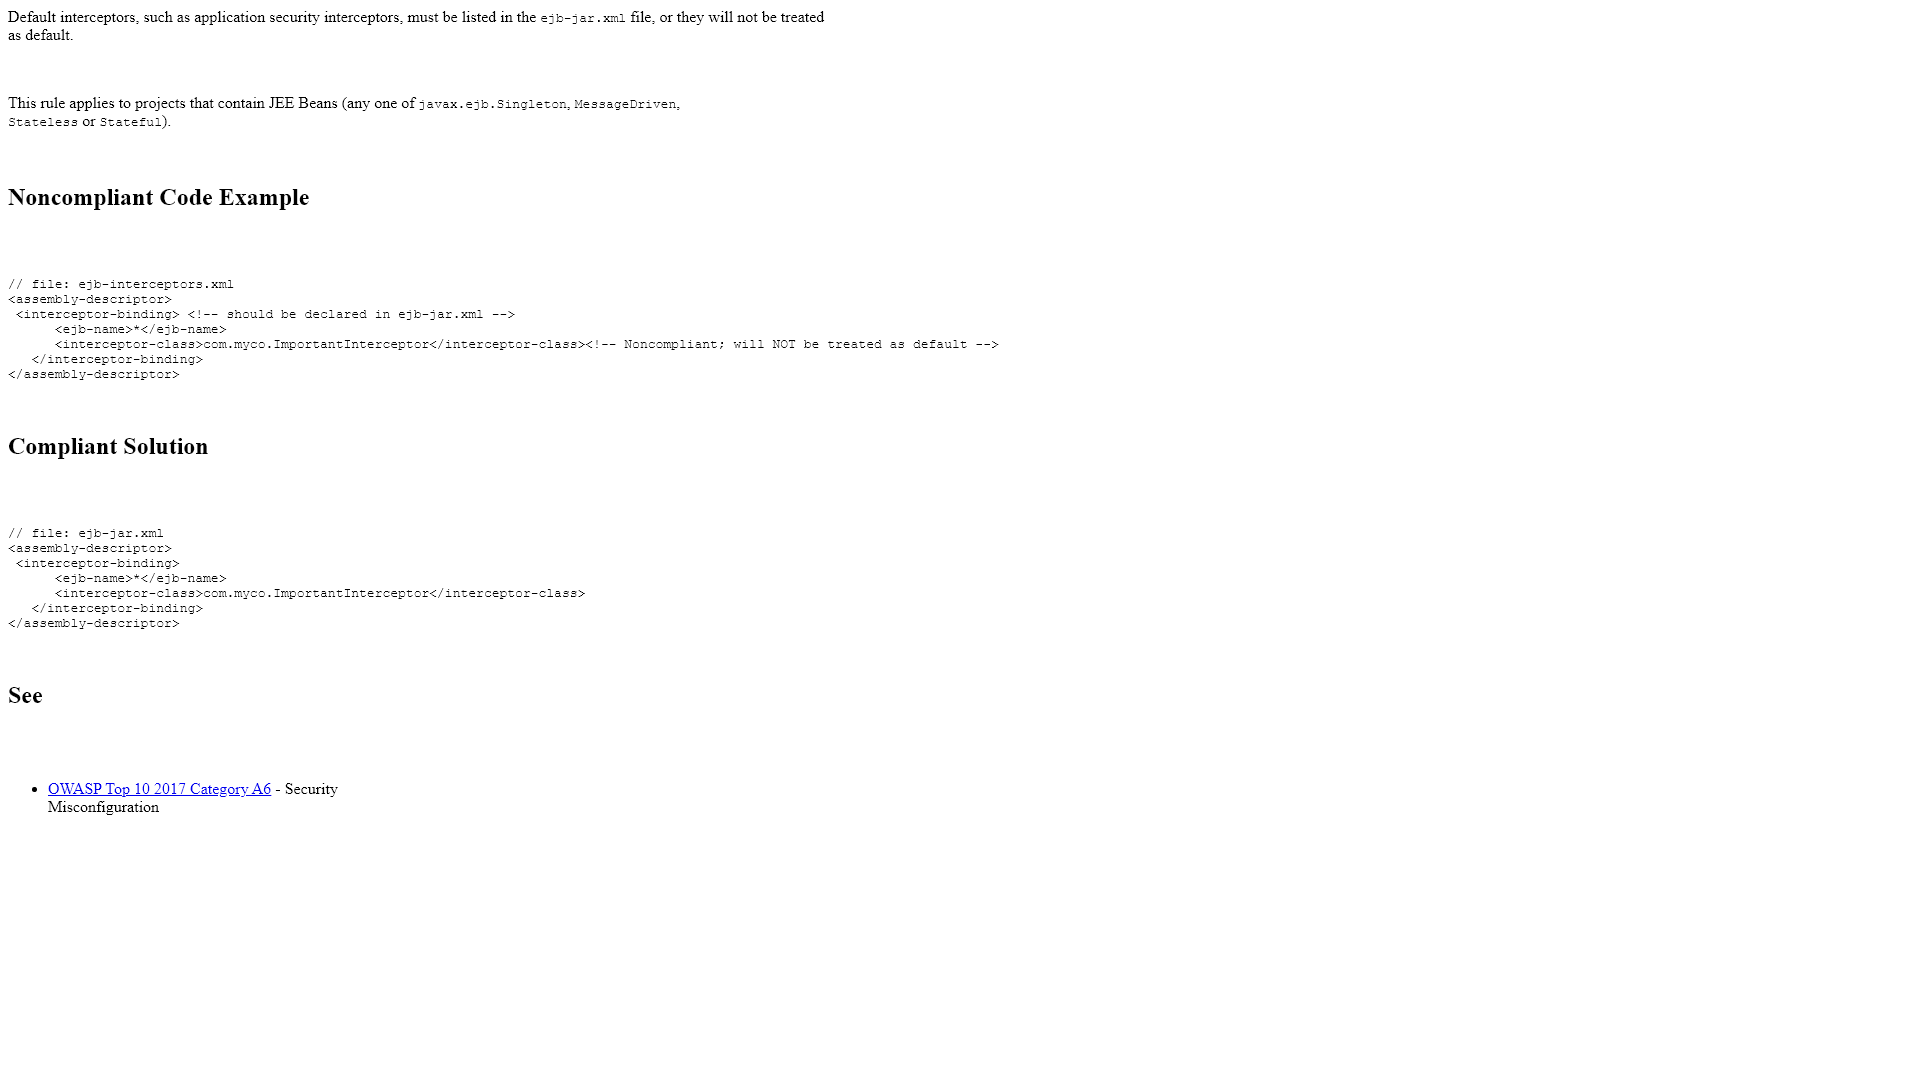 Default interceptors, such as application security interceptors, must be listed in the ejb-jar.xml file, or they will not be treated
as default.
This rule applies to projects that contain JEE Beans (any one of javax.ejb.Singleton, MessageDriven,
Stateless or Stateful).
Noncompliant Code Example
// file: ejb-interceptors.xml
<assembly-descriptor>
 <interceptor-binding> <!-- should be declared in ejb-jar.xml -->
      <ejb-name>*</ejb-name>
      <interceptor-class>com.myco.ImportantInterceptor</interceptor-class><!-- Noncompliant; will NOT be treated as default -->
   </interceptor-binding>
</assembly-descriptor>
Compliant Solution
// file: ejb-jar.xml
<assembly-descriptor>
 <interceptor-binding>
      <ejb-name>*</ejb-name>
      <interceptor-class>com.myco.ImportantInterceptor</interceptor-class>
   </interceptor-binding>
</assembly-descriptor>
See
• OWASP Top 10 2017 Category A6 - Security
Misconfiguration